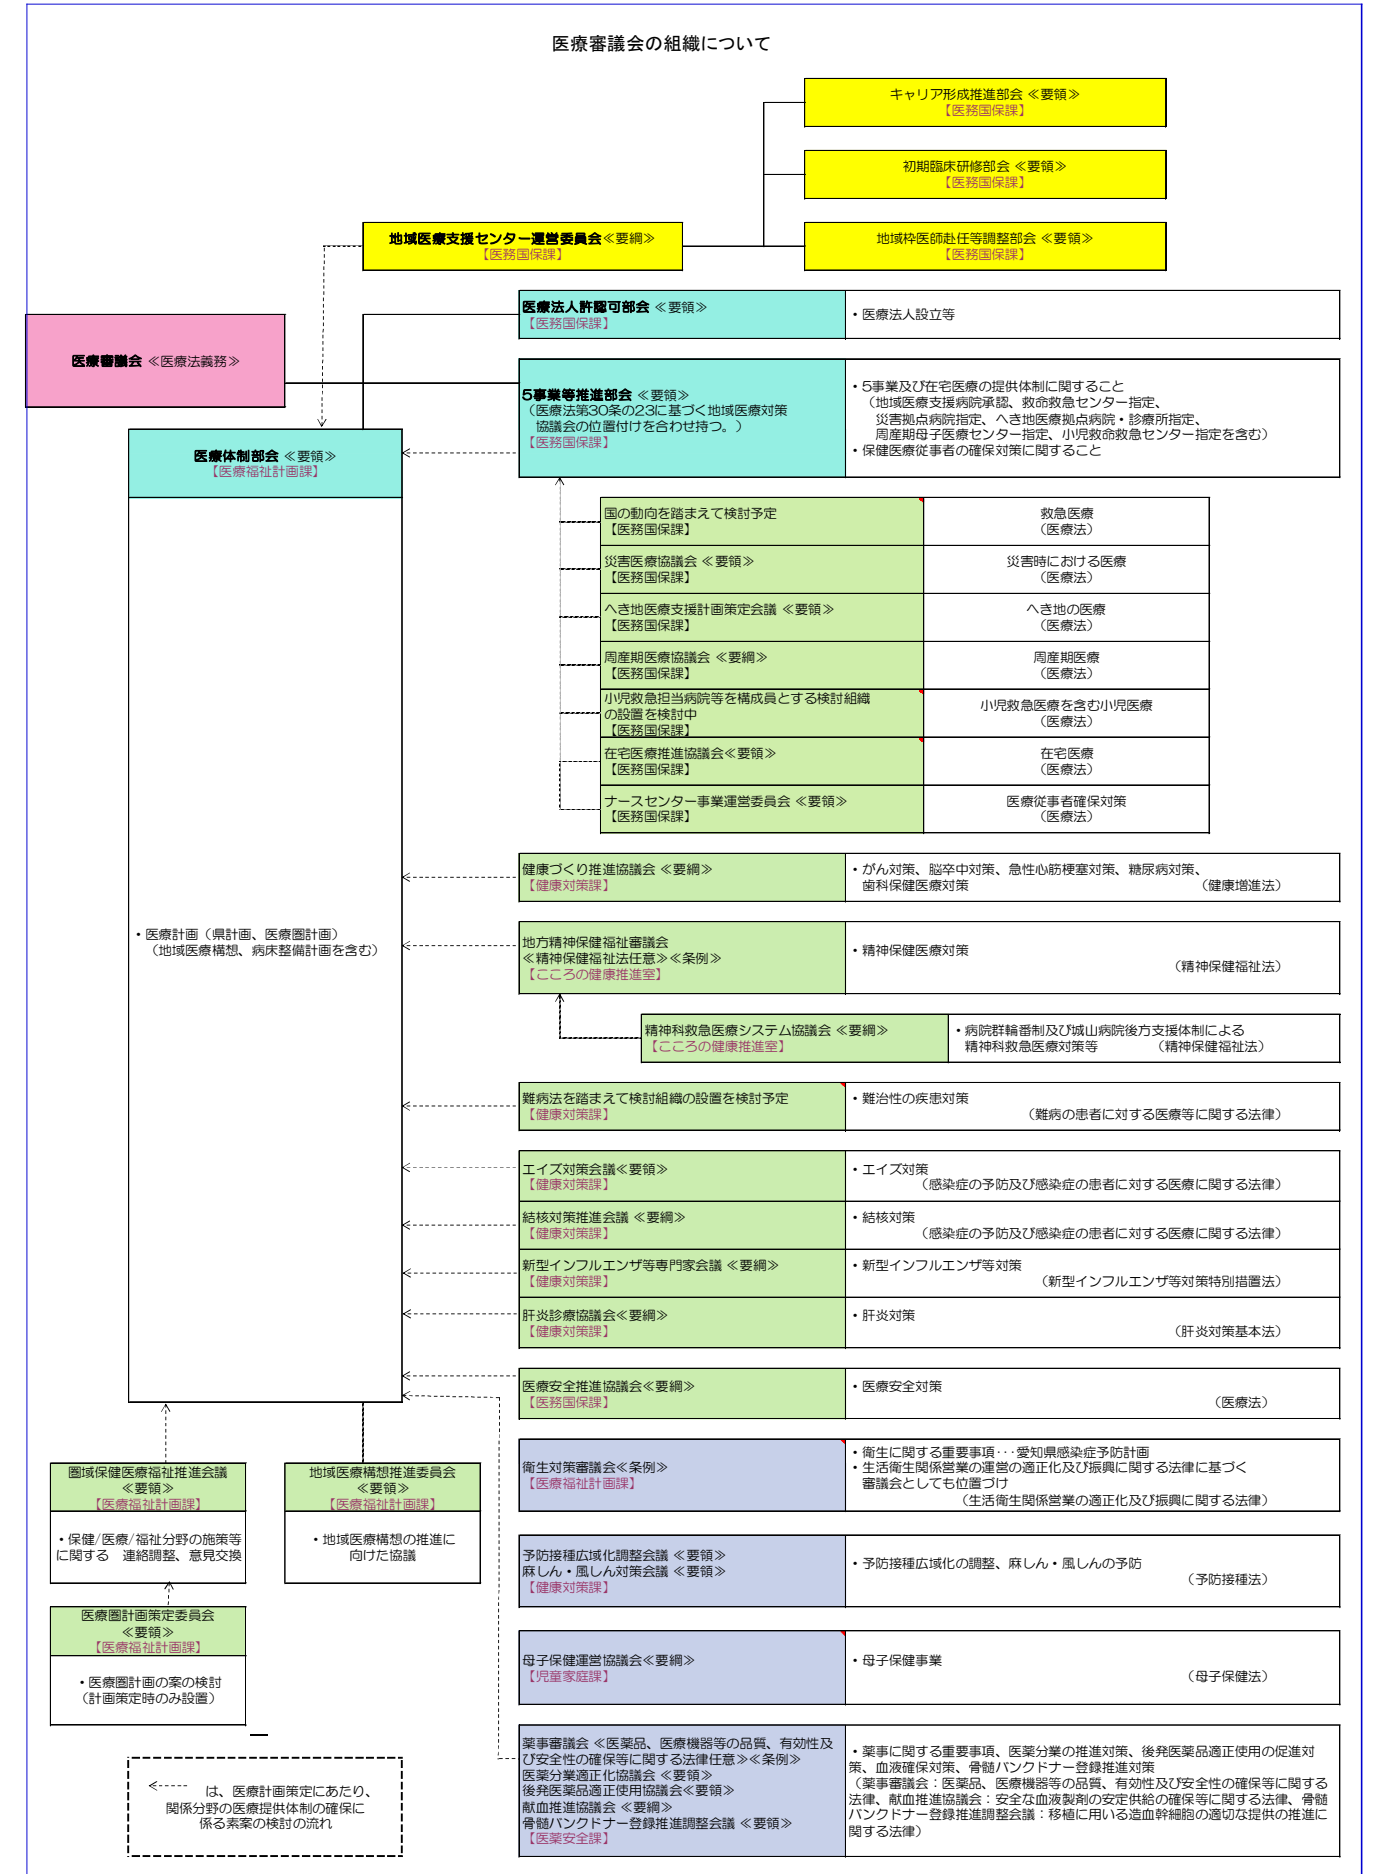 医療審議会の組織について
キャリア形成推進部会 ≪要領≫
【医務国保課】
初期臨床研修部会 ≪要領≫
【医務国保課】
地域医療支援センター運営委員会≪要綱≫
【医務国保課】
地域枠医師赴任等調整部会 ≪要領≫
【医務国保課】
医療法人許認可部会 ≪要領≫
【医務国保課】
・医療法人設立等
医療審議会 ≪医療法義務≫
5事業等推進部会 ≪要領≫
（医療法第30条の23に基づく地域医療対策
協議会の位置付けを合わせ持つ。）
【医務国保課】
・5事業及び在宅医療の提供体制に関すること
（地域医療支援病院承認、救命救急センター指定、
災害拠点病院指定、へき地医療拠点病院・診療所指定、
周産期母子医療センター指定、小児救命救急センター指定を含む）
・保健医療従事者の確保対策に関すること
医療体制部会 ≪要領≫
【医療福祉計画課】
・医療計画（県計画、医療圏計画）
（地域医療構想、病床整備計画を含む）
国の動向を踏まえて検討予定
【医務国保課】
救急医療
（医療法）
災害医療協議会 ≪要領≫
【医務国保課】
災害時における医療
（医療法）
へき地医療支援計画策定会議 ≪要領≫
【医務国保課】
へき地の医療
（医療法）
周産期医療協議会 ≪要綱≫
【医務国保課】
周産期医療
（医療法）
小児救急担当病院等を構成員とする検討組織
の設置を検討中
【医務国保課】
小児救急医療を含む小児医療
（医療法）
在宅医療推進協議会≪要領≫
【医務国保課】
在宅医療
（医療法）
ナースセンター事業運営委員会 ≪要領≫
【医務国保課】
医療従事者確保対策
（医療法）
健康づくり推進協議会 ≪要綱≫
【健康対策課】
・がん対策、脳卒中対策、急性心筋梗塞対策、糖尿病対策、
歯科保健医療対策 （健康増進法）
地方精神保健福祉審議会
≪精神保健福祉法任意≫≪条例≫
【こころの健康推進室】
・精神保健医療対策
（精神保健福祉法）
精神科救急医療システム協議会 ≪要綱≫
【こころの健康推進室】
・病院群輪番制及び城山病院後方支援体制による
精神科救急医療対策等 （精神保健福祉法）
難病法を踏まえて検討組織の設置を検討予定
【健康対策課】
・難治性の疾患対策
（難病の患者に対する医療等に関する法律）
エイズ対策会議≪要領≫
【健康対策課】
・エイズ対策
（感染症の予防及び感染症の患者に対する医療に関する法律）
結核対策推進会議 ≪要綱≫
【健康対策課】
・結核対策
（感染症の予防及び感染症の患者に対する医療に関する法律）
新型インフルエンザ等専門家会議 ≪要綱≫
【健康対策課】
・新型インフルエンザ等対策
（新型インフルエンザ等対策特別措置法）
肝炎診療協議会≪要綱≫
【健康対策課】
・肝炎対策
（肝炎対策基本法）
医療安全推進協議会≪要綱≫
【医務国保課】
・医療安全対策
（医療法）
衛生対策審議会≪条例≫
【医療福祉計画課】
・衛生に関する重要事項･･･愛知県感染症予防計画
・生活衛生関係営業の運営の適正化及び振興に関する法律に基づく
審議会としても位置づけ
（生活衛生関係営業の適正化及び振興に関する法律）
圏域保健医療福祉推進会議
≪要領≫
【医療福祉計画課】
・保健/医療/福祉分野の施策等
に関する　連絡調整、意見交換
地域医療構想推進委員会
≪要領≫
【医療福祉計画課】
・地域医療構想の推進に
向けた協議
予防接種広域化調整会議 ≪要領≫
麻しん・風しん対策会議 ≪要領≫
【健康対策課】
・予防接種広域化の調整、麻しん・風しんの予防
（予防接種法）
医療圏計画策定委員会
≪要領≫
【医療福祉計画課】
・医療圏計画の案の検討
（計画策定時のみ設置）
母子保健運営協議会≪要綱≫
【児童家庭課】
・母子保健事業
（母子保健法）
薬事審議会 ≪医薬品、医療機器等の品質、有効性及
び安全性の確保等に関する法律任意≫≪条例≫
医薬分業適正化協議会 ≪要領≫
後発医薬品適正使用協議会≪要領≫
献血推進協議会 ≪要綱≫
骨髄バンクドナー登録推進調整会議 ≪要領≫
【医薬安全課】
・薬事に関する重要事項、医薬分業の推進対策、後発医薬品適正使用の促進対
策、血液確保対策、骨髄バンクドナー登録推進対策
（薬事審議会：医薬品、医療機器等の品質、有効性及び安全性の確保等に関する
法律、献血推進協議会：安全な血液製剤の安定供給の確保等に関する法律、骨髄
バンクドナー登録推進調整会議：移植に用いる造血幹細胞の適切な提供の推進に
関する法律）
は、医療計画策定にあたり、
関係分野の医療提供体制の確保に
係る素案の検討の流れ